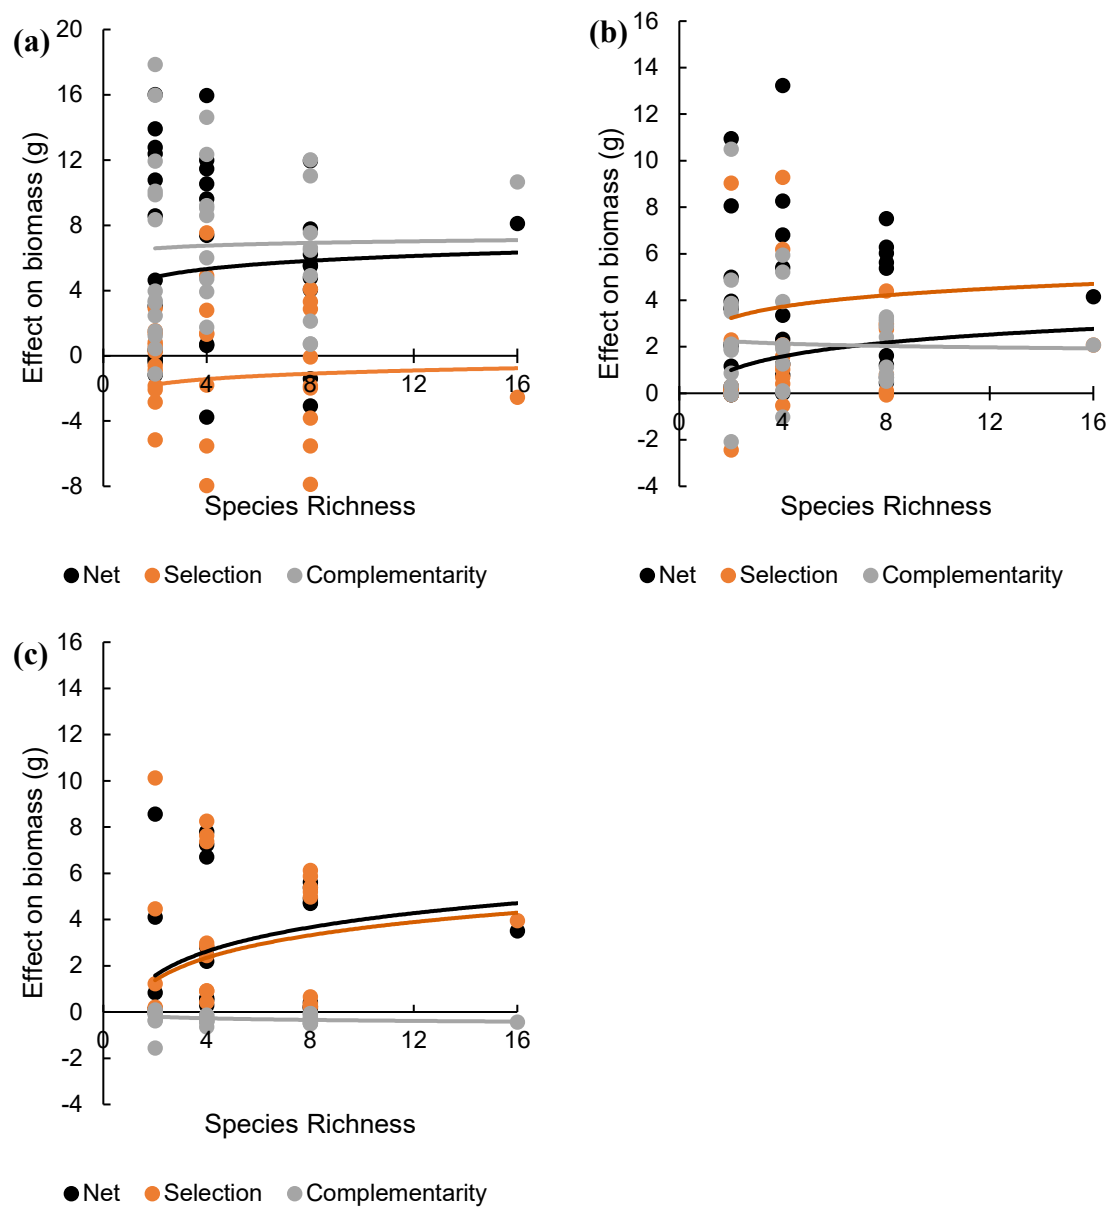 (a)
20
16
12
8
4
0
-4
-8
0 4 8 12 16
Effect on biomass (g)
Species Richness
Net Selection Complementarity
(b)
16
14
12
10
8
6
4
2
0
-2
-4
0 4 8 12 16
Effect on biomass (g)
Species Richness
Net Selection Complementarity
(c)
16
14
12
10
8
6
4
2
0
-2
-4
0 4 8 12 16
Effect on biomass (g)
Species Richness
Net Selection Complementarity